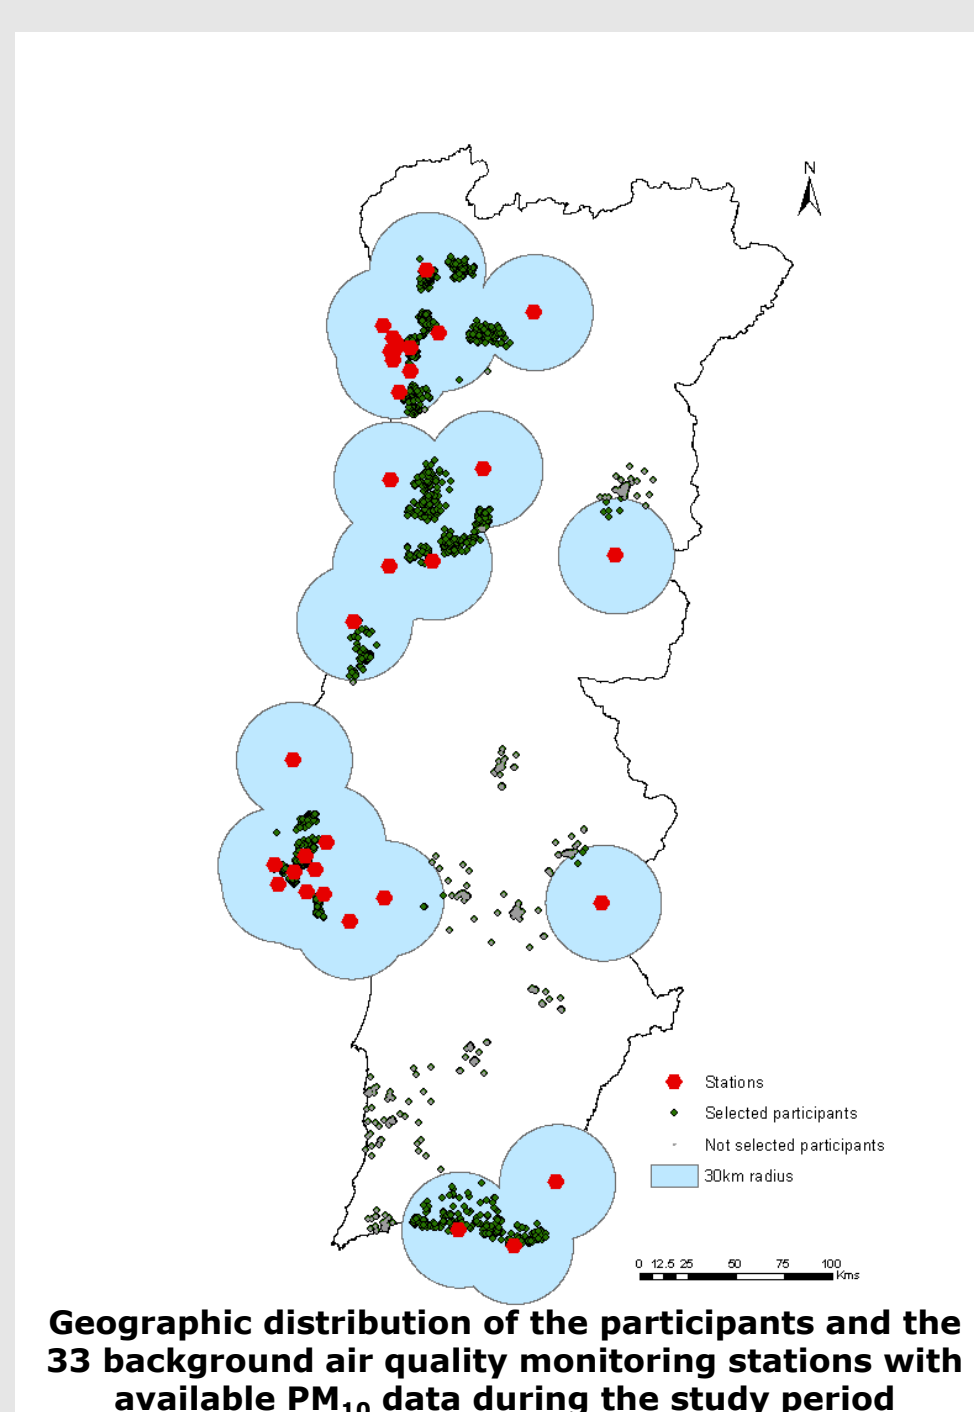 N
Stations
Selected participants
Not selected participants
30km radius
0 12.5 25 50 75 100
Kms
Geographic distribution of the participants and the
33 background air quality monitoring stations with
available PM₁₀ data during the study period